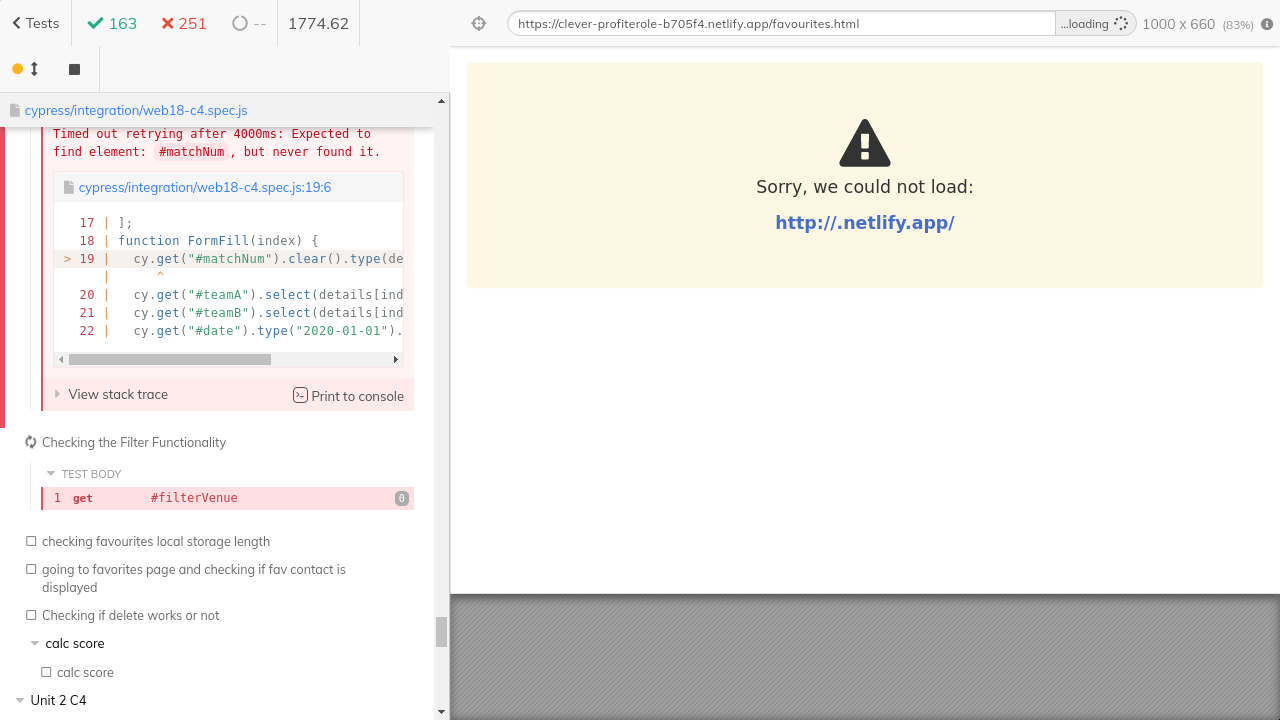 Tests
163
251
--
1774.62
https://clever-profiterole-b705f4.netlify.app/favourites.html
...loading
1000 x 660 (83%)
cypress/integration/web18-c4.spec.js
Timed out retrying after 4000ms: Expected to
find element: #matchNum, but never found it.
cypress/integration/web18-c4.spec.js:19:6
17 | ];
18 | function FormFill(index) {
> 19 |   cy.get("#matchNum").clear().type(de
|      ^
20 |   cy.get("#teamA").select(details[ind
21 |   cy.get("#teamB").select(details[ind
22 |   cy.get("#date").type("2020-01-01").
View stack trace
Print to console
Checking the Filter Functionality
TEST BODY
1 get #filterVenue 0
checking favourites local storage length
going to favorites page and checking if fav contact is
displayed
Checking if delete works or not
calc score
calc score
Unit 2 C4
Sorry, we could not load:
http://.netlify.app/